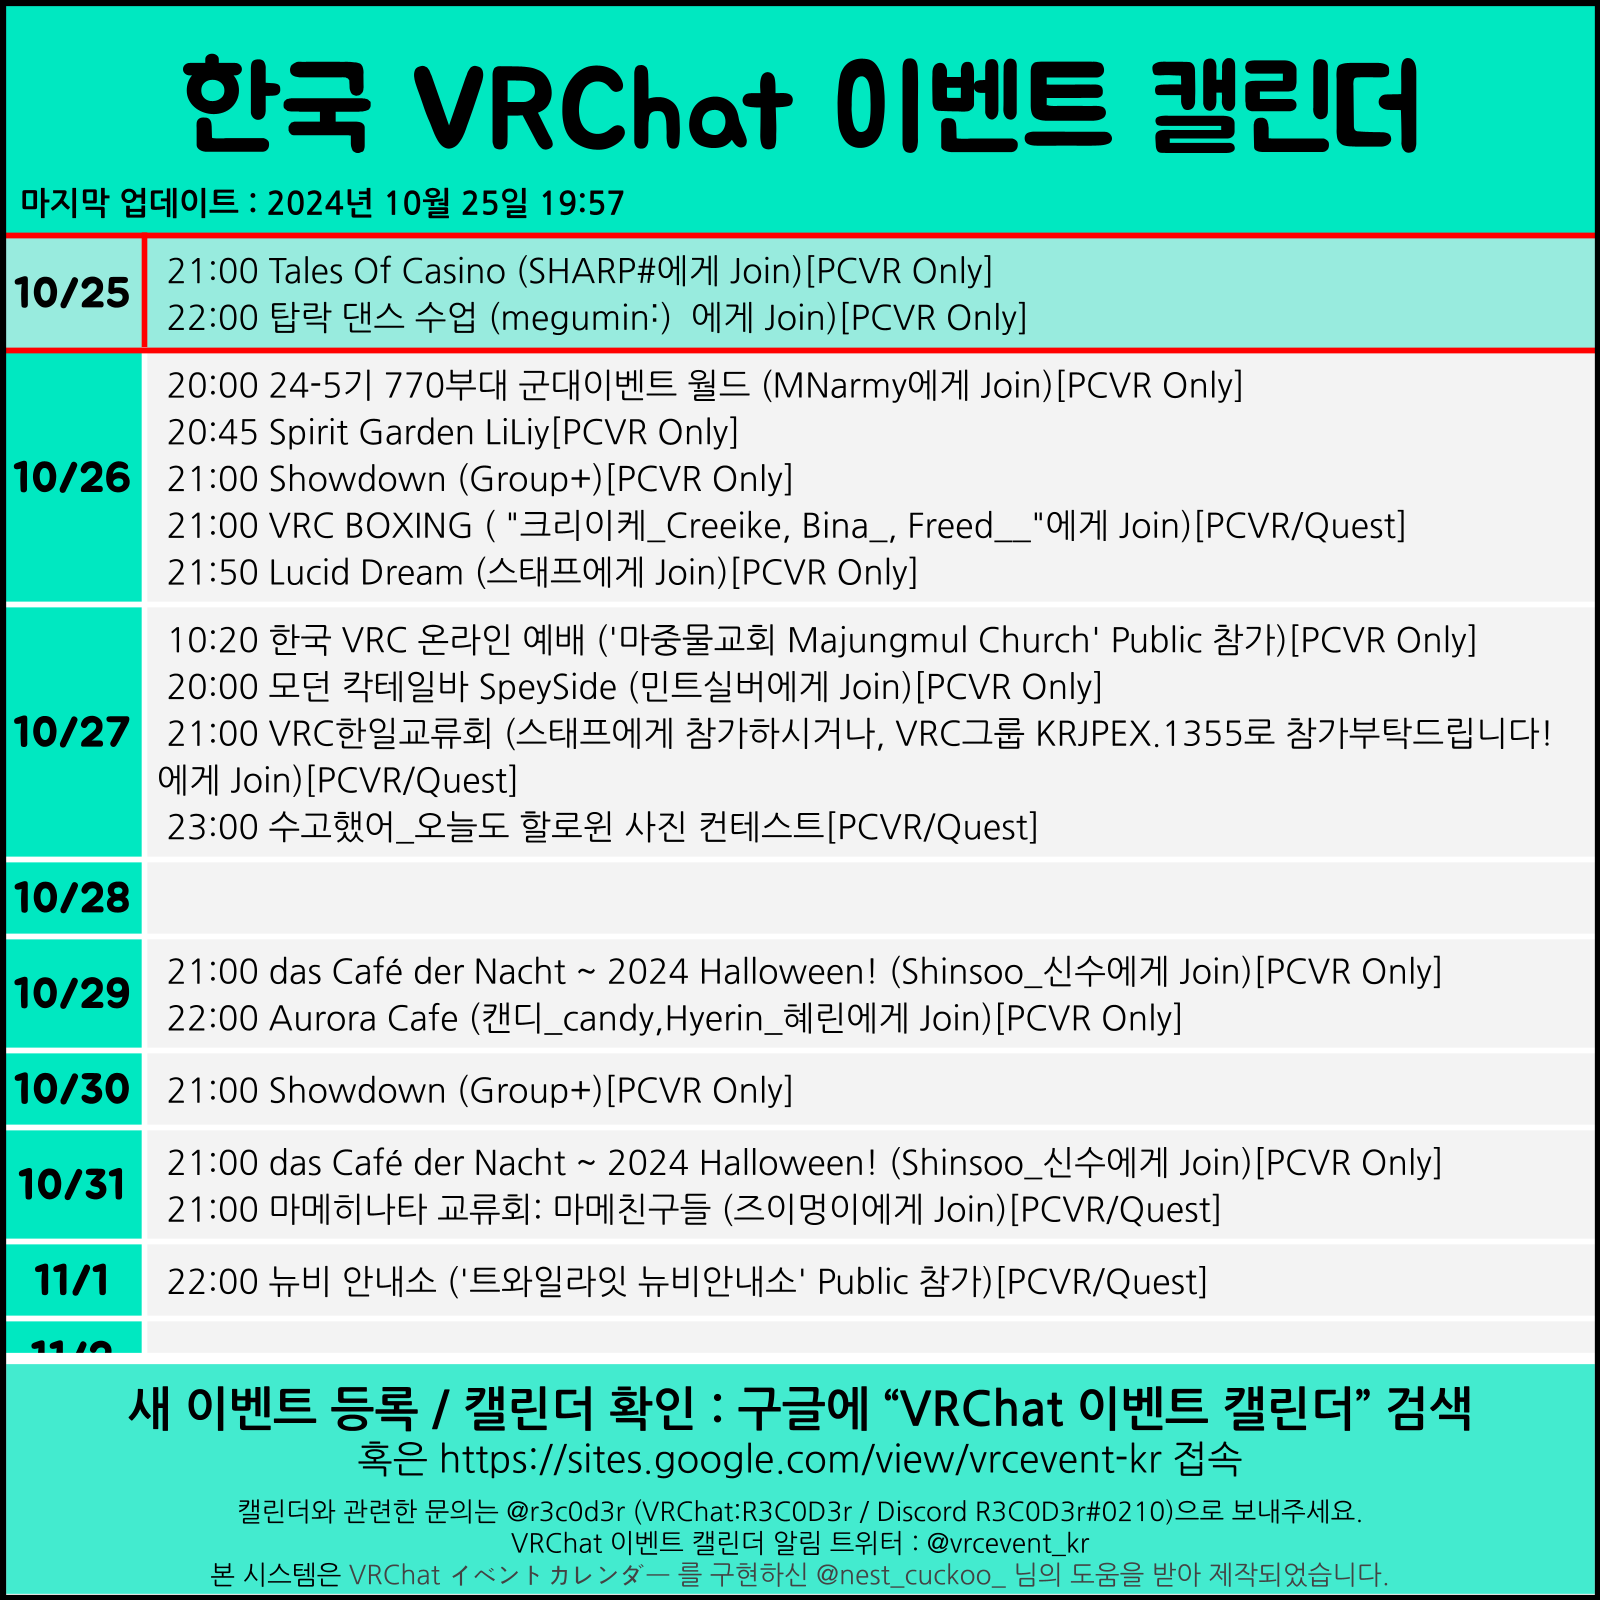 한국 VRChat 이벤트 캘린더
마지막 업데이트 : 2024년 10월 25일 19:57
10/25
21:00 Tales Of Casino (SHARP#에게 Join)[PCVR Only]
22:00 탑락 댄스 수업 (megumin:)  에게 Join)[PCVR Only]
10/26
20:00 24-5기 770부대 군대이벤트 월드 (MNarmy에게 Join)[PCVR Only]
20:45 Spirit Garden LiLiy[PCVR Only]
21:00 Showdown (Group+)[PCVR Only]
21:00 VRC BOXING ( "크리이케_Creeike, Bina_, Freed__"에게 Join)[PCVR/Quest]
21:50 Lucid Dream (스태프에게 Join)[PCVR Only]
10/27
10:20 한국 VRC 온라인 예배 ('마중물교회 Majungmul Church' Public 참가)[PCVR Only]
20:00 모던 칵테일바 SpeySide (민트실버에게 Join)[PCVR Only]
21:00 VRC한일교류회 (스태프에게 참가하시거나, VRC그룹 KRJPEX.1355로 참가부탁드립니다!
에게 Join)[PCVR/Quest]
23:00 수고했어_오늘도 할로윈 사진 컨테스트[PCVR/Quest]
10/28
10/29
21:00 das Café der Nacht ~ 2024 Halloween! (Shinsoo_신수에게 Join)[PCVR Only]
22:00 Aurora Cafe (캔디_candy,Hyerin_혜린에게 Join)[PCVR Only]
10/30
21:00 Showdown (Group+)[PCVR Only]
10/31
21:00 das Café der Nacht ~ 2024 Halloween! (Shinsoo_신수에게 Join)[PCVR Only]
21:00 마메히나타 교류회: 마메친구들 (즈이멍이에게 Join)[PCVR/Quest]
11/1
22:00 뉴비 안내소 ('트와일라잇 뉴비안내소' Public 참가)[PCVR/Quest]
11/2
새 이벤트 등록 / 캘린더 확인 : 구글에 “VRChat 이벤트 캘린더” 검색
혹은 https://sites.google.com/view/vrcevent-kr 접속
캘린더와 관련한 문의는 @r3c0d3r (VRChat:R3C0D3r / Discord R3C0D3r#0210)으로 보내주세요.
VRChat 이벤트 캘린더 알림 트위터 : @vrcevent_kr
본 시스템은 VRChat イベントカレンダー 를 구현하신 @nest_cuckoo_ 님의 도움을 받아 제작되었습니다.